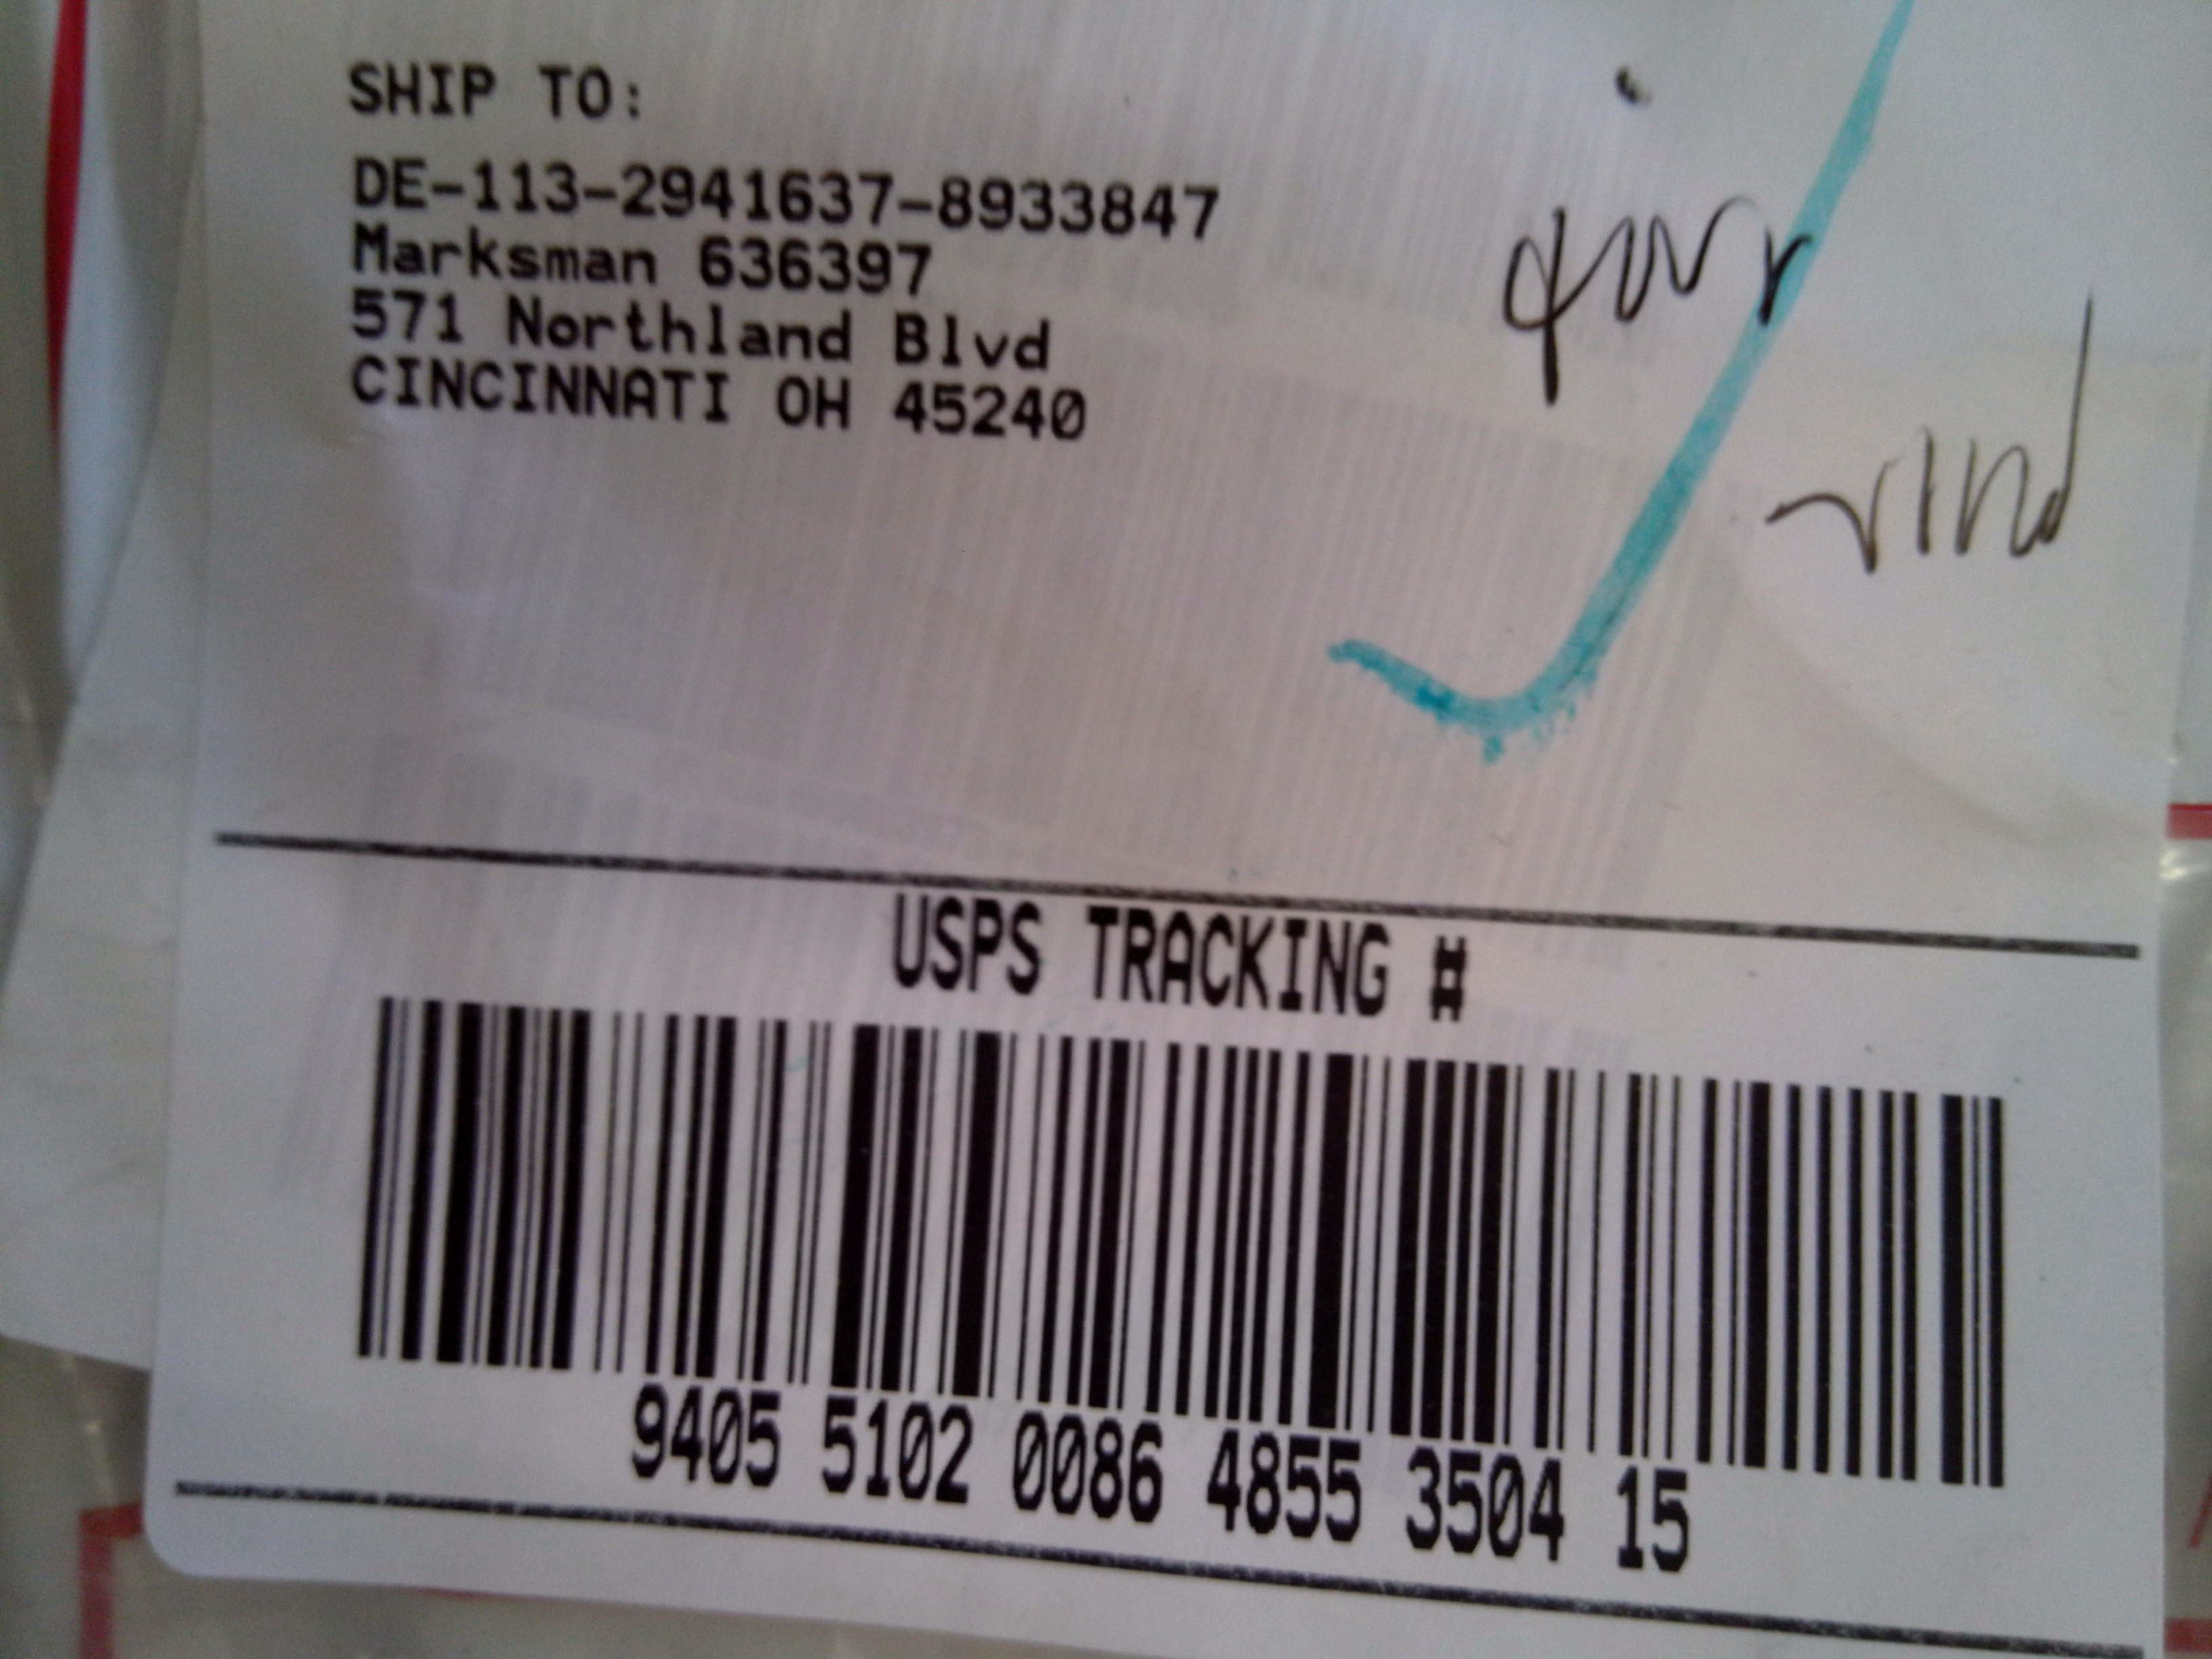 SHIP TO:
DE-113-2941637-8933847
Marksman 636397
571 Northland Blvd
CINCINNATI OH 45240
USPS TRACKING #
9405 5102 0086 4855 3504 15